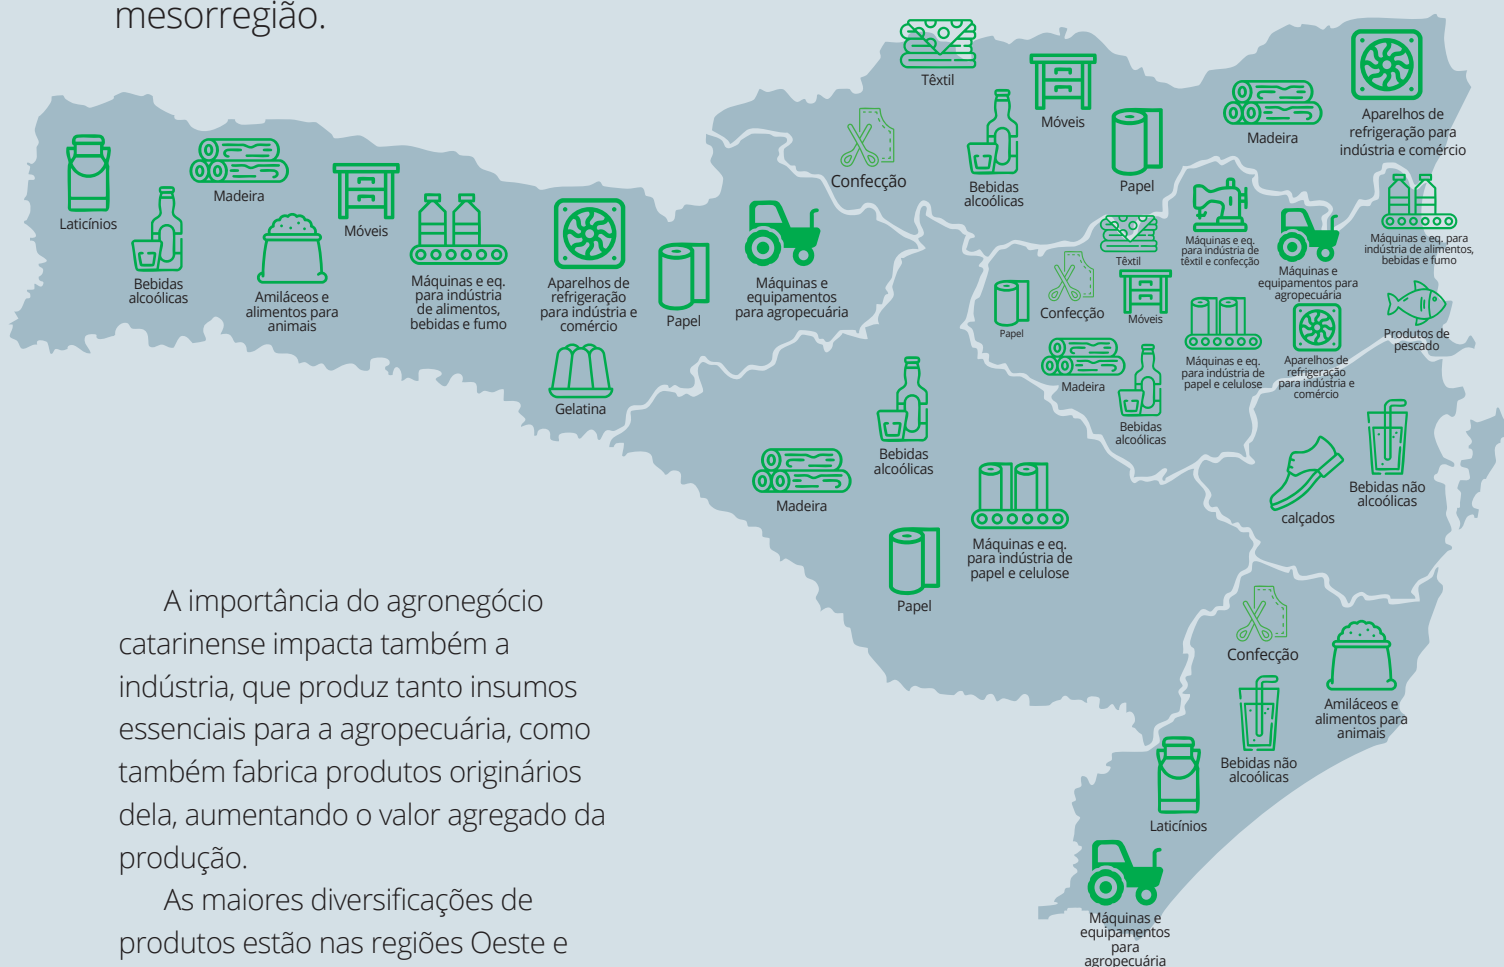 mesorregião.
Têxtil
Móveis
Confecção
Bebidas
alcoólicas
Papel
Madeira
Aparelhos de
refrigeração para
indústria e comércio
Laticínios
Bebidas
alcoólicas
Madeira
Amiláceos e
alimentos para
animais
Móveis
Máquinas e eq.
para indústria
de alimentos,
bebidas e fumo
Aparelhos de
refrigeração
para indústria e
comércio
Gelatina
Papel
Máquinas e
equipamentos
para agropecuária
Papel
Confecção
Têxtil
Móveis
Madeira
Bebidas
alcoólicas
Máquinas e eq.
para indústria de
têxtil e confecção
Máquinas e eq.
para indústria de
papel e celulose
Máquinas e
equipamentos para
agropecuária
Aparelhos de
refrigeração
para indústria e
comércio
Máquinas e eq. para
indústria de alimentos,
bebidas e fumo
Produtos de
pescado
calçados
Bebidas não
alcoólicas
Madeira
Bebidas
alcoólicas
Papel
Máquinas e eq.
para indústria de
papel e celulose
Confecção
Amiláceos e
alimentos para
animais
Bebidas não
alcoólicas
Laticínios
Máquinas e
equipamentos
para
agropecuária
A importância do agronegócio
catarinense impacta também a
indústria, que produz tanto insumos
essenciais para a agropecuária, como
também fabrica produtos originários
dela, aumentando o valor agregado da
produção.
As maiores diversificações de
produtos estão nas regiões Oeste e